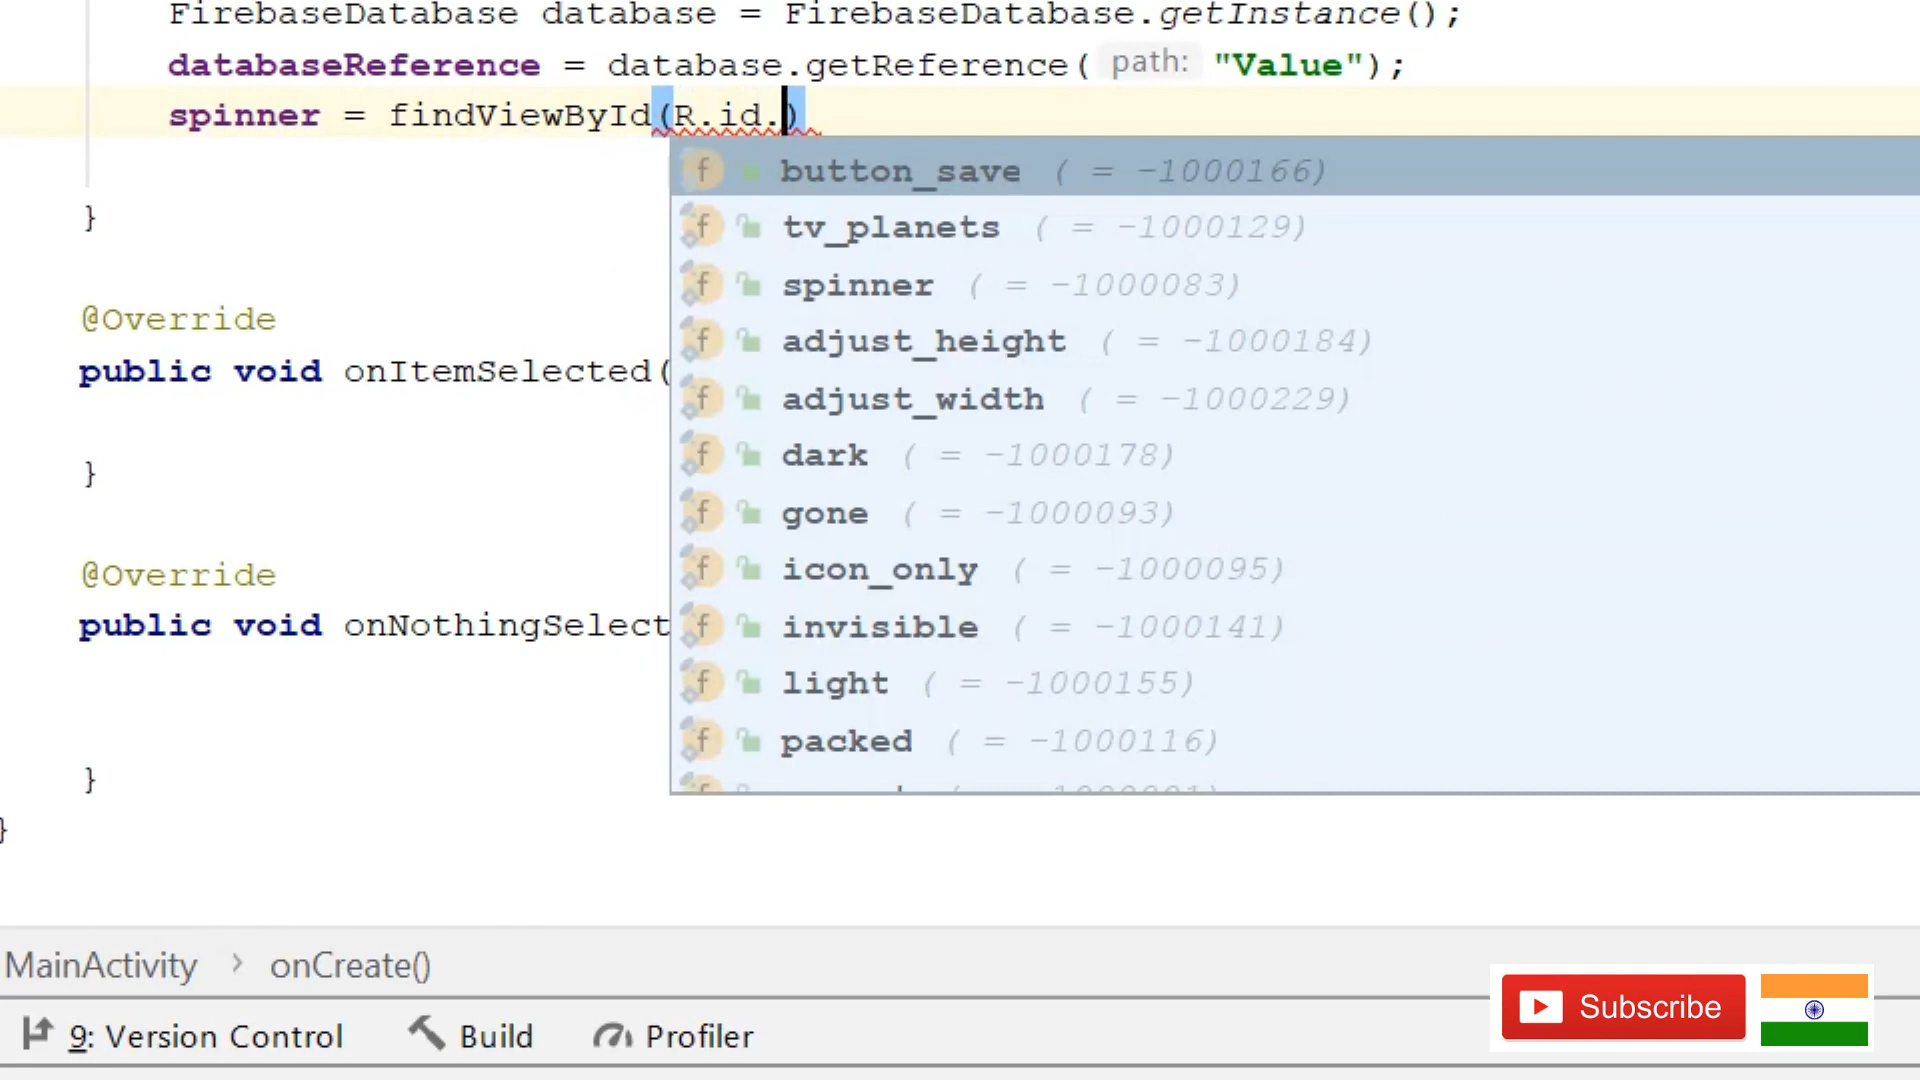 FirebaseDatabase database = FirebaseDatabase.getInstance();
databaseReference = database.getReference( path: "Value");
spinner = findViewById(R.id.)
button_save ( = -1000166)
tv_planets ( = -1000129)
spinner ( = -1000083)
adjust_height ( = -1000184)
adjust_width ( = -1000229)
dark ( = -1000178)
gone ( = -1000093)
icon_only ( = -1000095)
invisible ( = -1000141)
light ( = -1000155)
packed ( = -1000116)
}
@Override
public void onItemSelected(
}
@Override
public void onNothingSelect
}
}
MainActivity > onCreate()
9: Version Control Build Profiler
Subscribe